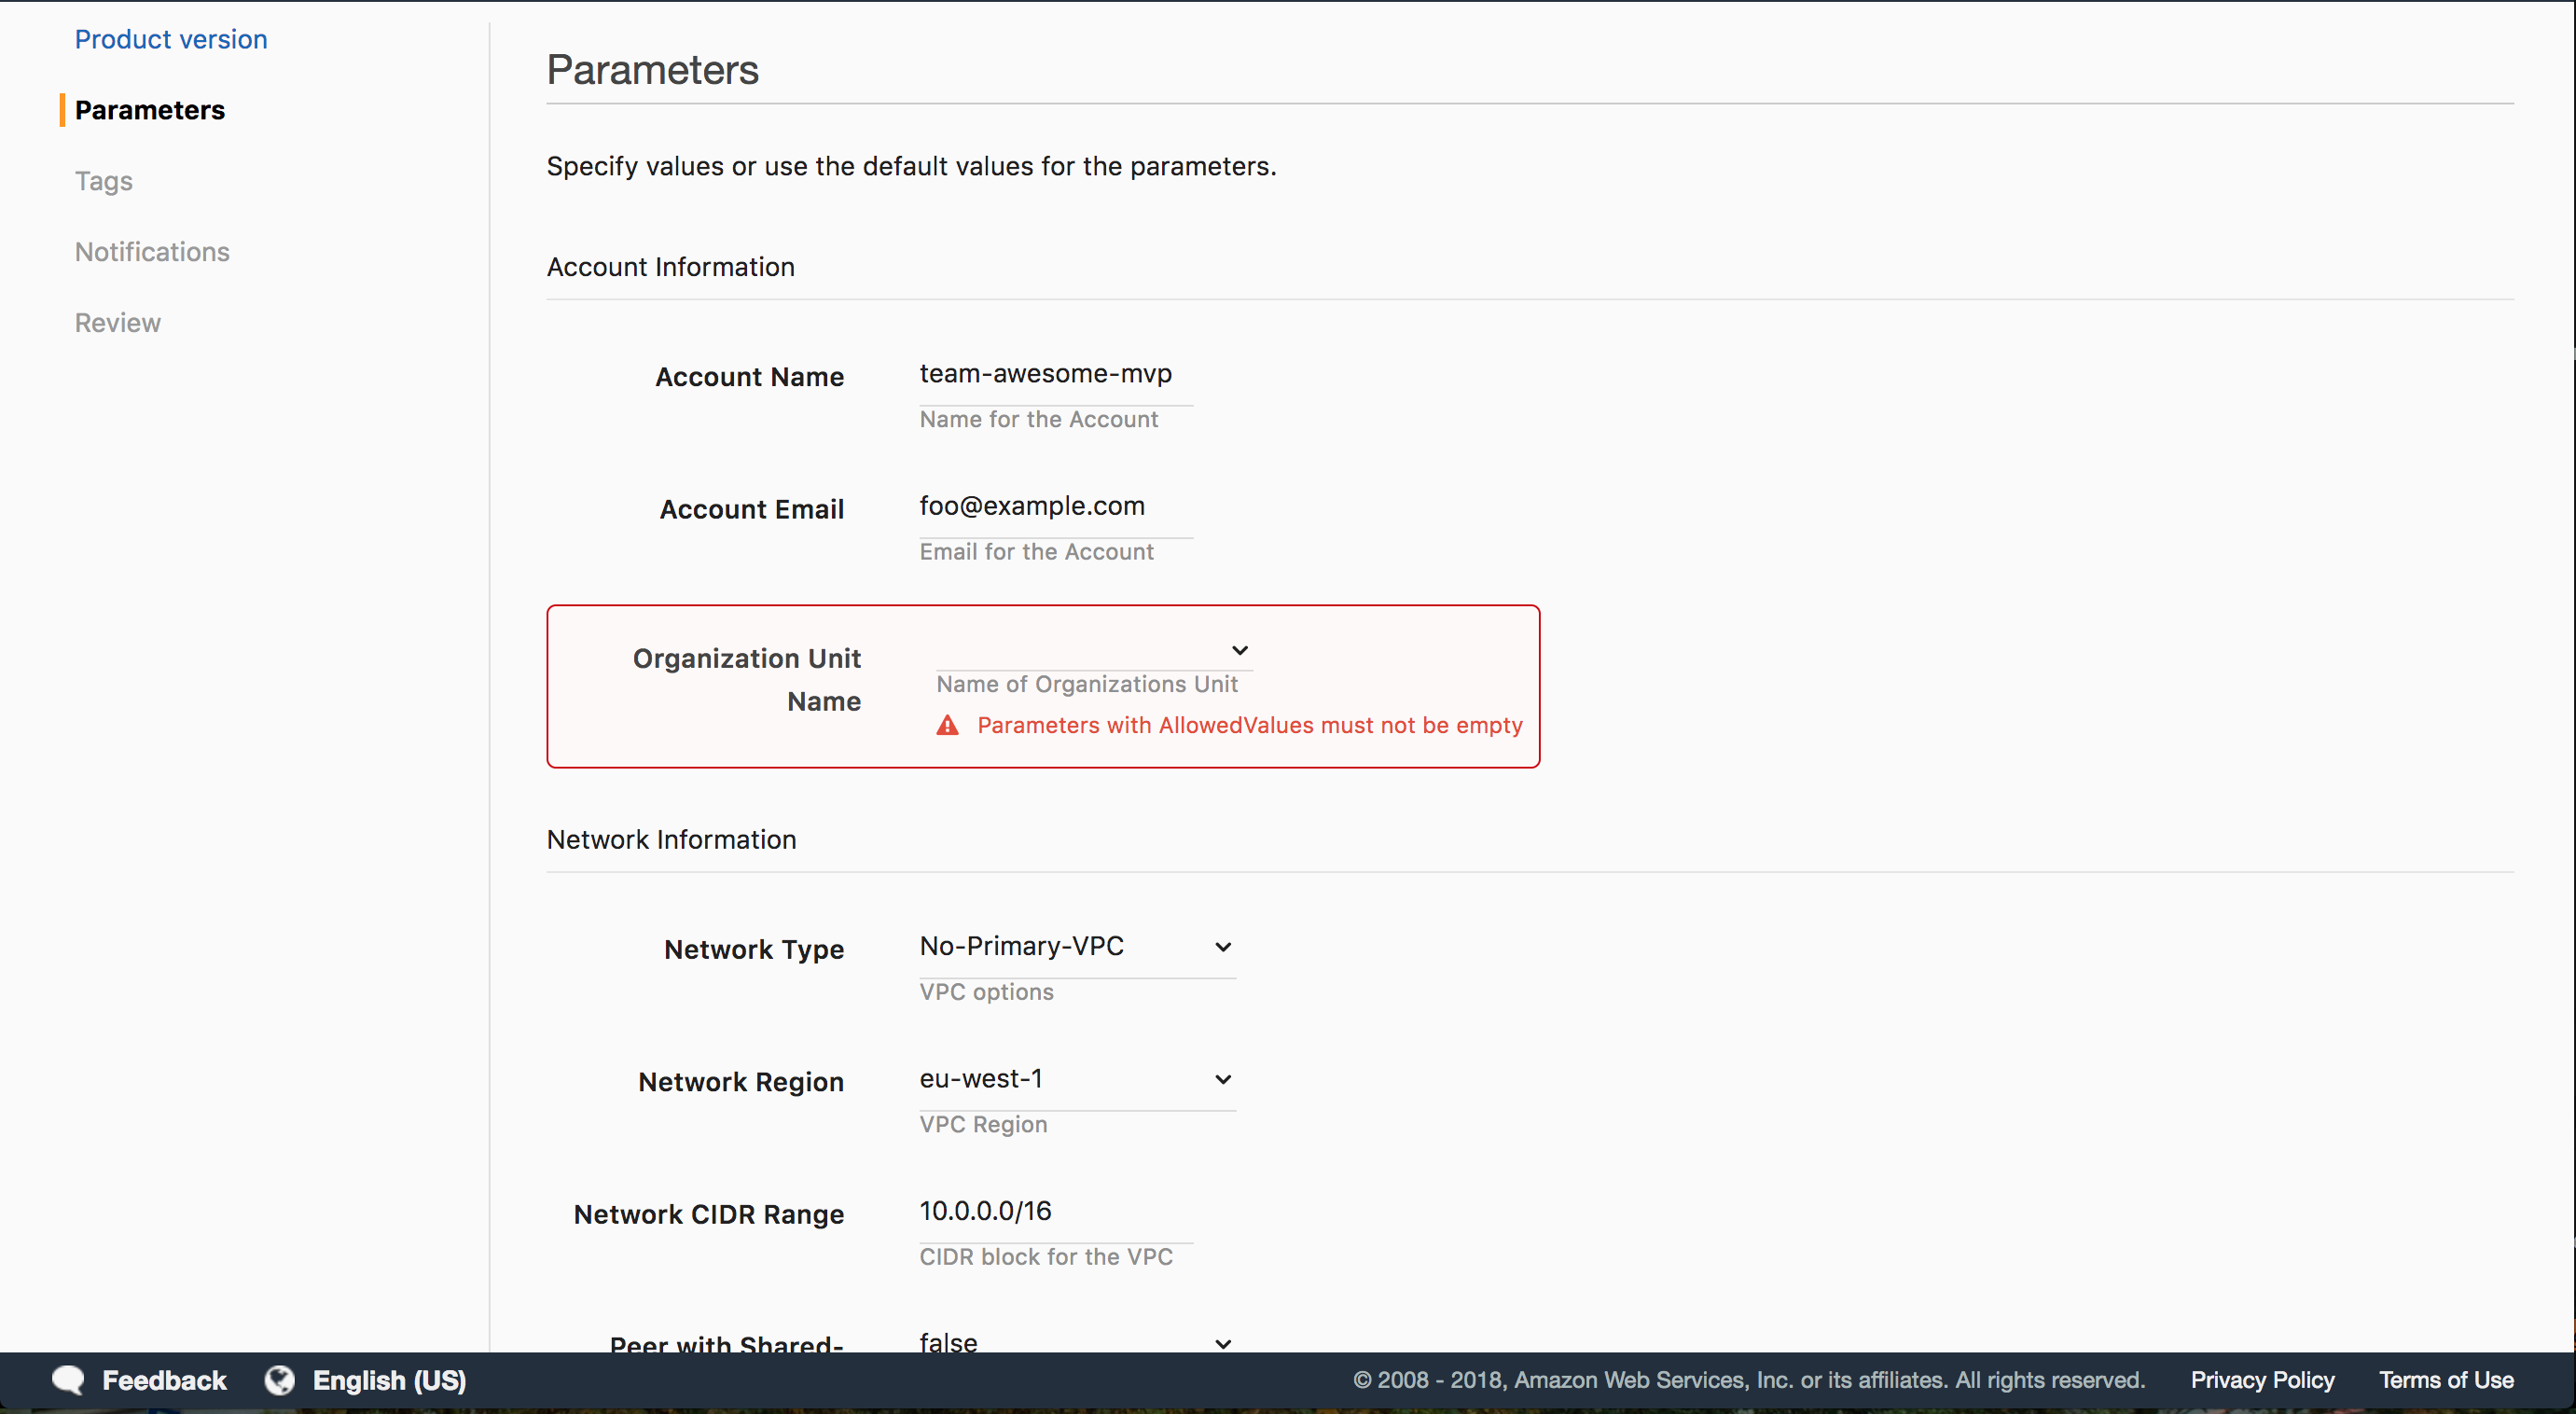 Product version
Parameters
Tags
Notifications
Review
Parameters
Specify values or use the default values for the parameters.
Account Information
Account Name
team-awesome-mvp
Name for the Account
Account Email
foo@example.com
Email for the Account
Organization Unit
Name
Name of Organizations Unit
Parameters with AllowedValues must not be empty
Network Information
Network Type
No-Primary-VPC
VPC options
Network Region
eu-west-1
VPC Region
Network CIDR Range
10.0.0.0/16
CIDR block for the VPC
Peer with Shared-
false
Feedback
English (US)
© 2008 - 2018, Amazon Web Services, Inc. or its affiliates. All rights reserved.
Privacy Policy
Terms of Use